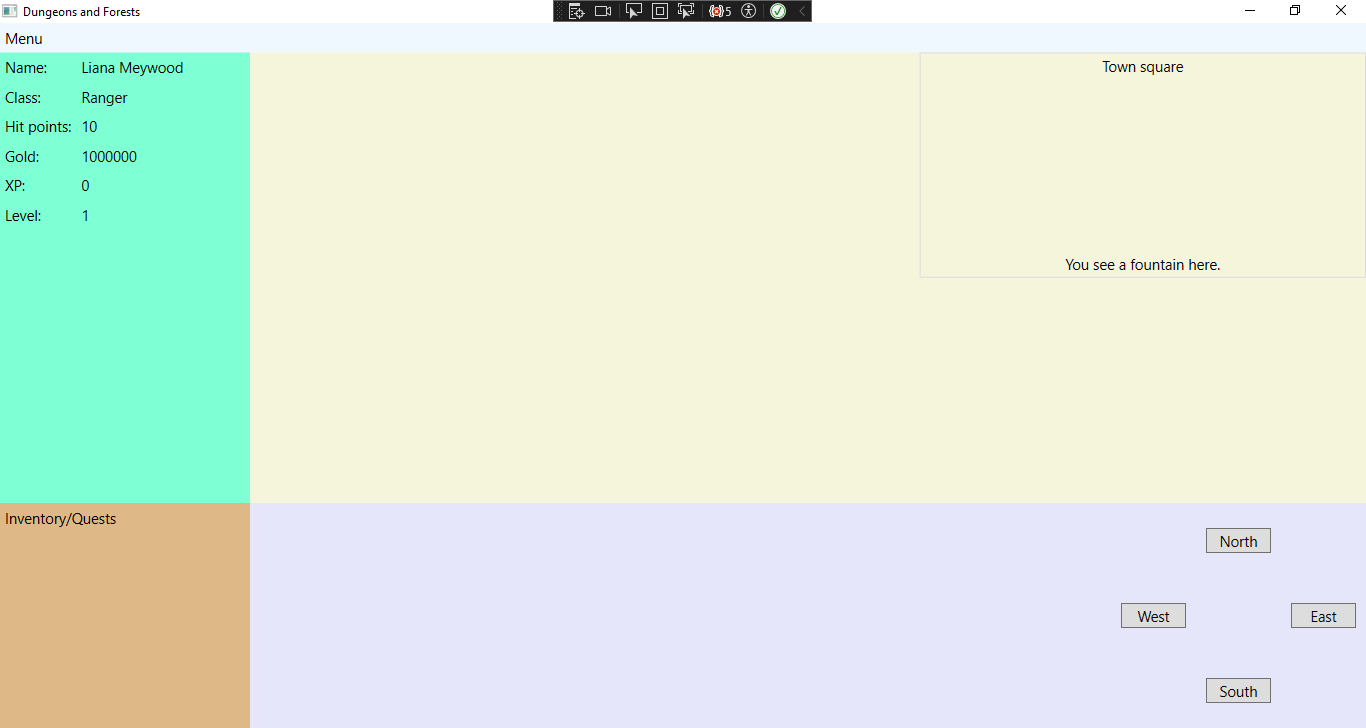 Dungeons and Forests
5
Menu
Name: Liana Meywood
Class: Ranger
Hit points: 10
Gold: 1000000
XP: 0
Level: 1
Town square
You see a fountain here.
Inventory/Quests
North
West East
South